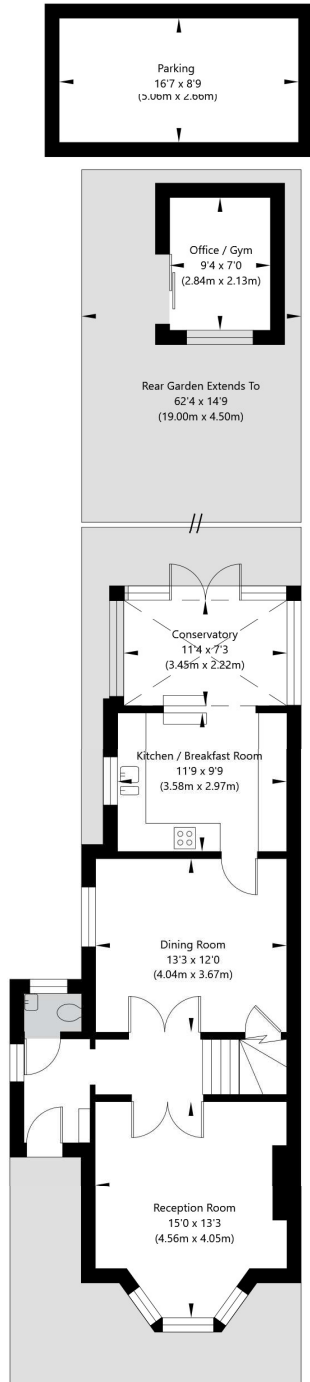 Parking
16'7 x 8'9
(5.06m x 2.66m)
Office / Gym
9'4 x 7'0
(2.84m x 2.13m)
Rear Garden Extends To
62'4 x 14'9
(19.00m x 4.50m)
Conservatory
11'4 x 7'3
(3.45m x 2.22m)
Kitchen / Breakfast Room
11'9 x 9'9
(3.58m x 2.97m)
Dining Room
13'3 x 12'0
(4.04m x 3.67m)
Reception Room
15'0 x 13'3
(4.56m x 4.05m)